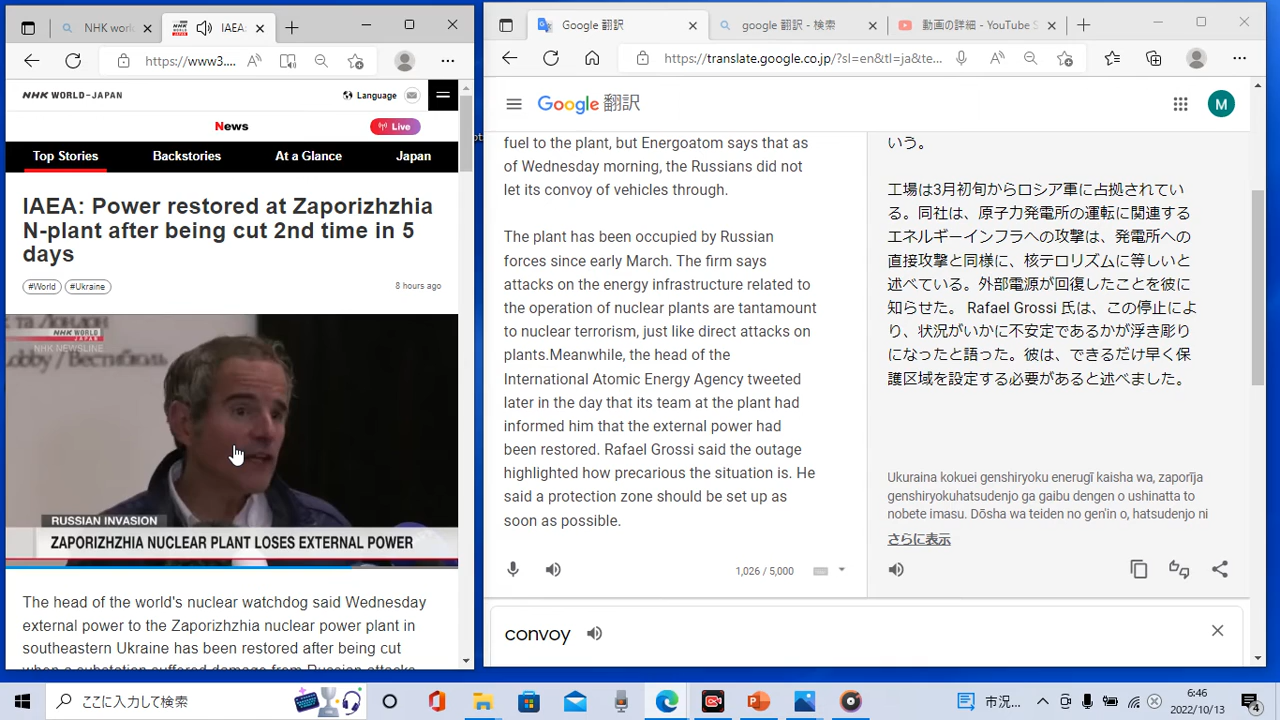 NHK worl
IAEA:
https://www3....
NHK WORLD-JAPAN
Language
News
Live
Top Stories
Backstories
At a Glance
Japan
IAEA: Power restored at Zaporizhzhia
N-plant after being cut 2nd time in 5
days
#World
#Ukraine
8 hours ago
NHK WORLD
JAPAN
NHK NEWSLINE
RUSSIAN INVASION
ZAPORIZHZHIA NUCLEAR PLANT LOSES EXTERNAL POWER
The head of the world's nuclear watchdog said Wednesday
external power to the Zaporizhzhia nuclear power plant in
southeastern Ukraine has been restored after being cut
when a substation suffered damage from Russian attacks
Google 翻訳
google 翻訳 - 検索
動画の詳細 - YouTube S
https://translate.google.co.jp/?sl=en&tl=ja&te...
Google 翻訳
M
fuel to the plant, but Energoatom says that as
of Wednesday morning, the Russians did not
let its convoy of vehicles through.
The plant has been occupied by Russian
forces since early March. The firm says
attacks on the energy infrastructure related to
the operation of nuclear plants are tantamount
to nuclear terrorism, just like direct attacks on
plants.Meanwhile, the head of the
International Atomic Energy Agency tweeted
later in the day that its team at the plant had
informed him that the external power had
been restored. Rafael Grossi said the outage
highlighted how precarious the situation is. He
said a protection zone should be set up as
soon as possible.
1,026 / 5,000
いう。
工場は3月初旬からロシア軍に占拠されてい
る。同社は、原子力発電所の運転に関連する
エネルギーインフラへの攻撃は、発電所への
直接攻撃と同様に、核テロリズムに等しいと
述べている。外部電源が回復したことを彼に
知らせた。 Rafael Grossi 氏は、この停止によ
り、状況がいかに不安定であるかが浮き彫り
になったと語った。彼は、できるだけ早く保
護区域を設定する必要があると述べました。
Ukuraina kokuei genshiryoku enerugī kaisha wa, zaporīja
genshiryokuhatsudenjo ga gaibu dengen o ushinatta to
nobete imasu. Dōsha wa teiden no gen'in o, hatsudenjo ni
さらに表示
convoy
ここに入力して検索
市況...
6:46
2022/10/13
4